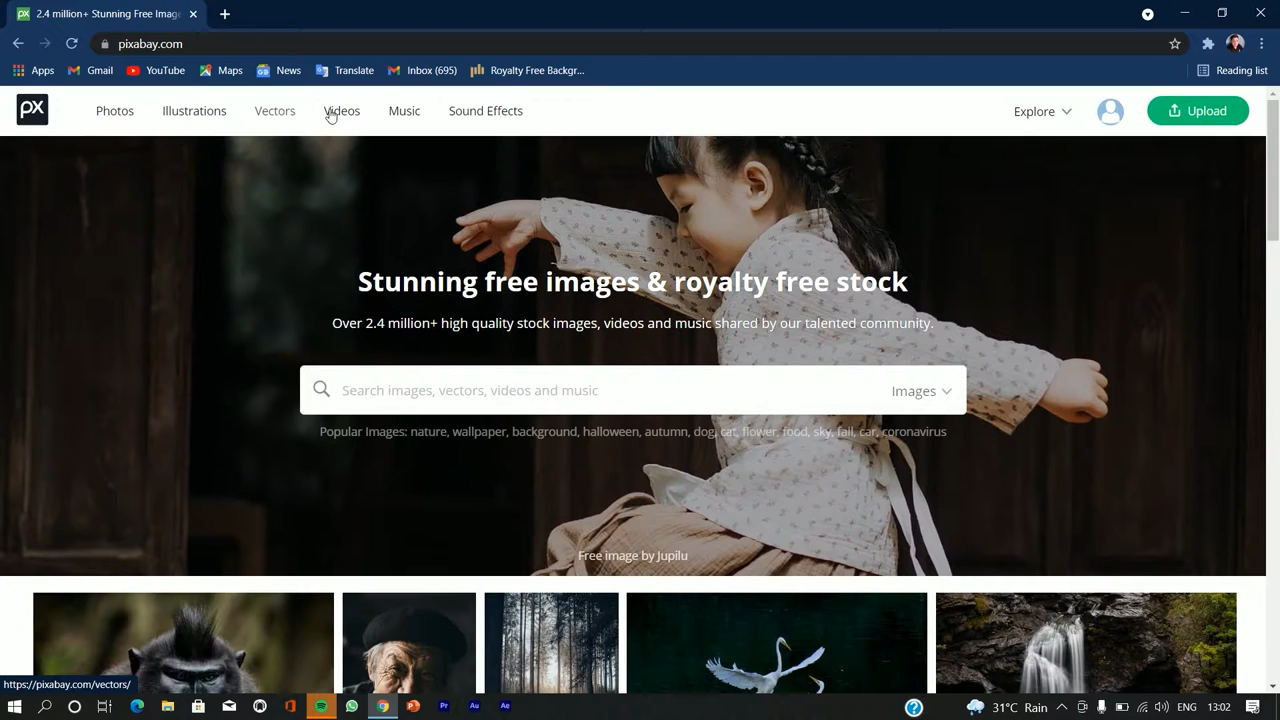 2.4 million+ Stunning Free Imag
pixabay.com
Apps Gmail YouTube Maps News Translate Inbox (695) Royalty Free Backgr... Reading list
px Photos Illustrations Vectors Videos Music Sound Effects Explore Upload
Stunning free images & royalty free stock
Over 2.4 million+ high quality stock images, videos and music shared by our talented community.
Search images, vectors, videos and music Images
Popular Images: nature, wallpaper, background, halloween, autumn, dog, cat, flower, food, sky, fall, car, coronavirus
Free image by Jupilu
https://pixabay.com/vectors/
Pr Au Ae 31°C Rain ENG 13:02